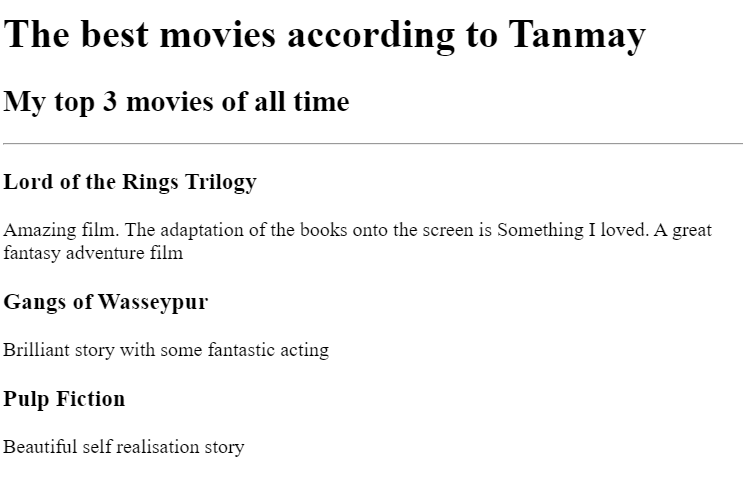 The best movies according to Tanmay
My top 3 movies of all time
Lord of the Rings Trilogy
Amazing film. The adaptation of the books onto the screen is Something I loved. A great
fantasy adventure film
Gangs of Wasseypur
Brilliant story with some fantastic acting
Pulp Fiction
Beautiful self realisation story